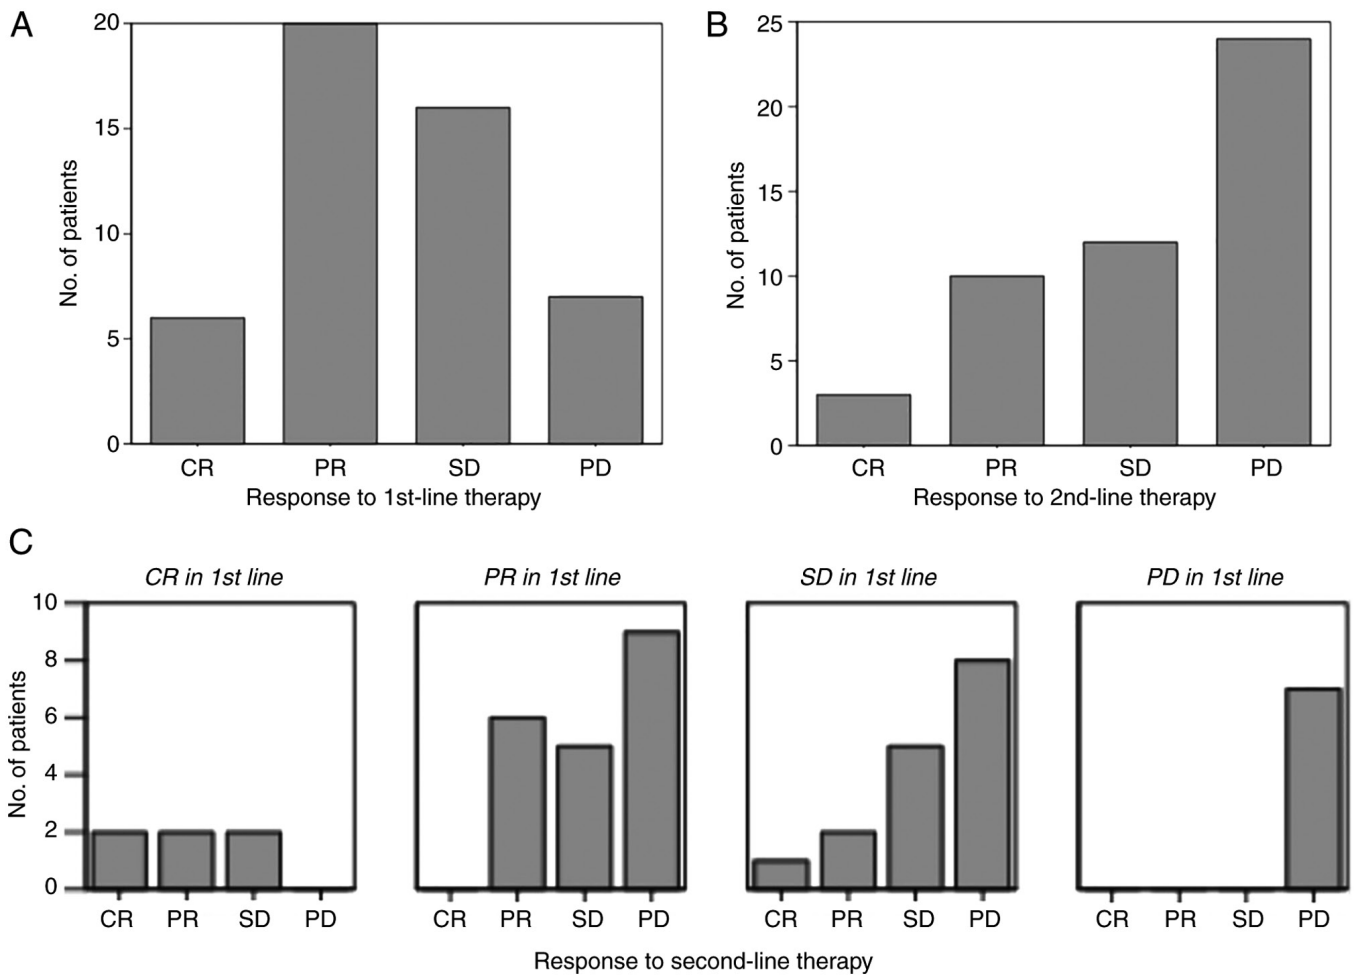 A
20
15
10
5
0
No. of patients
CR PR SD PD
Response to 1st-line therapy
B
25
20
15
10
5
0
No. of patients
CR PR SD PD
Response to 2nd-line therapy
C
CR in 1st line PR in 1st line SD in 1st line PD in 1st line
10
8
6
4
2
0
No. of patients
CR PR SD PD CR PR SD PD CR PR SD PD CR PR SD PD
Response to second-line therapy